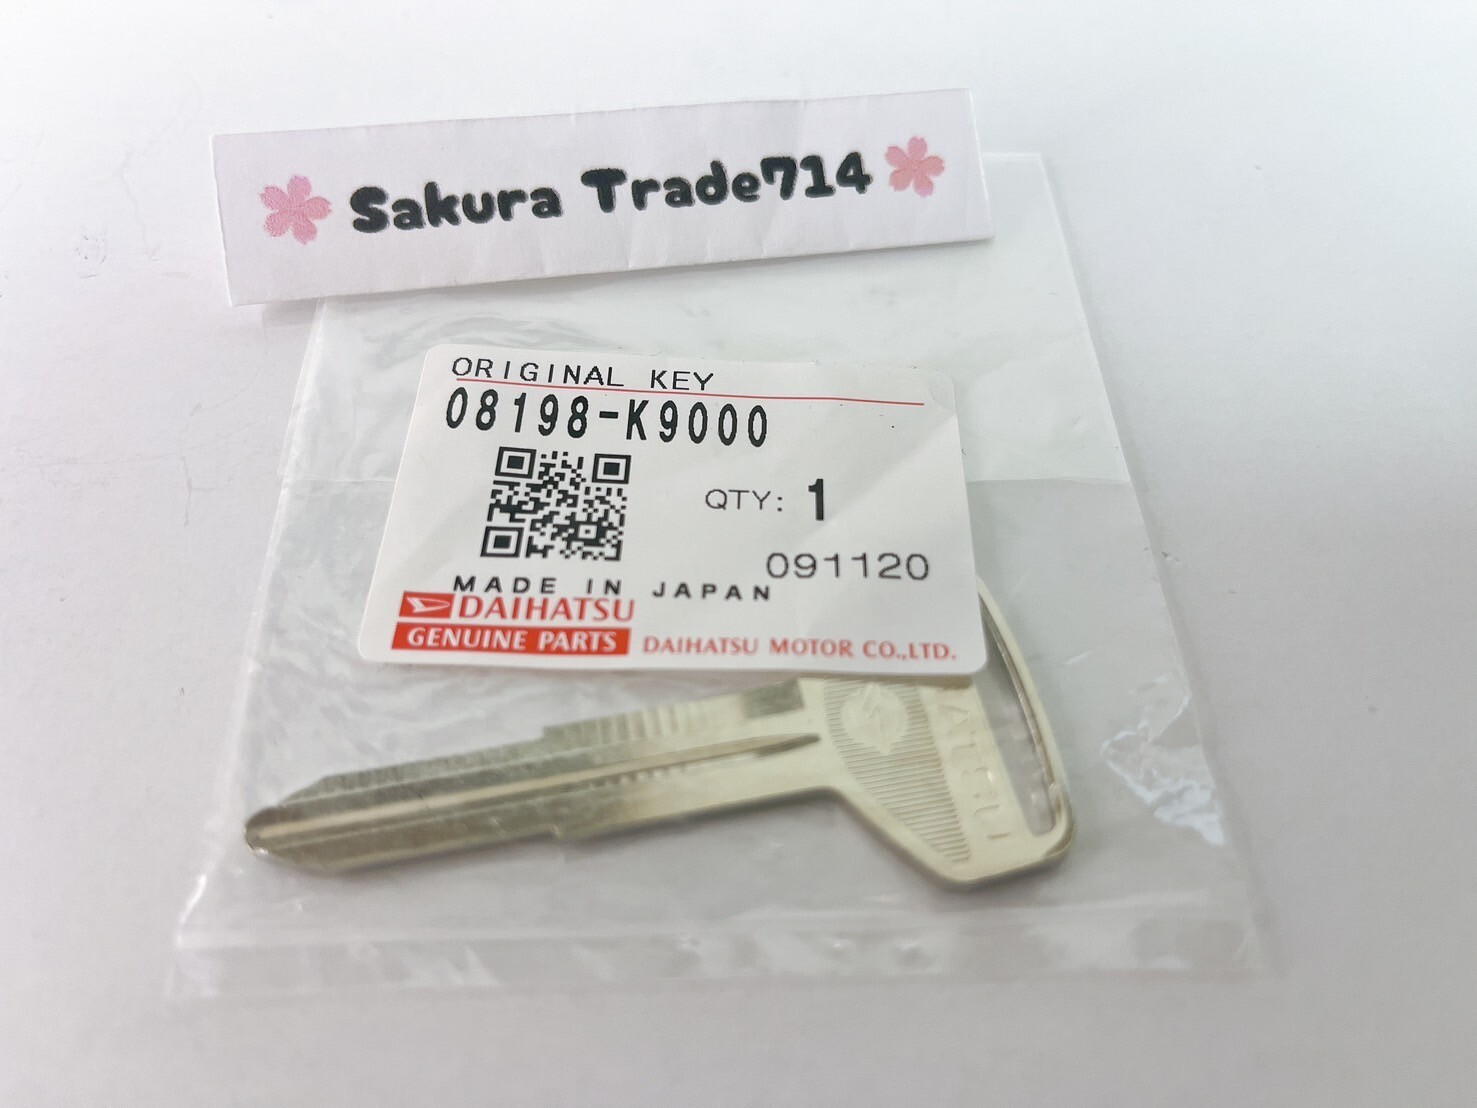 Sakura Trade714
ORIGINAL KEY
08198-K9000
QTY: 1
091120
MADE IN JAPAN
DAIHATSU
GENUINE PARTS
DAIHATSU MOTOR CO.,LTD.
ATSU